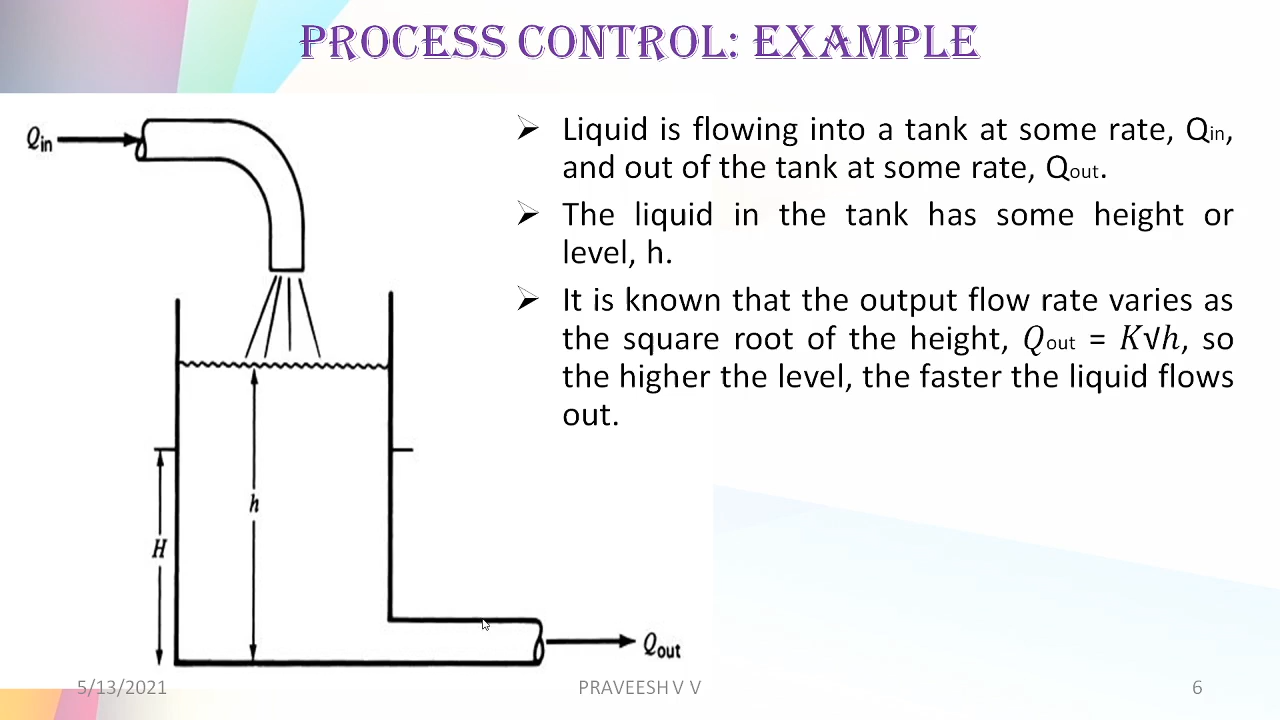 PROCESS CONTROL: EXAMPLE
Qin
➢ Liquid is flowing into a tank at some rate, Qin,
and out of the tank at some rate, Qout.
➢ The liquid in the tank has some height or
level, h.
➢ It is known that the output flow rate varies as
the square root of the height, Qout = K√h, so
the higher the level, the faster the liquid flows
out.
h
H
Qout
5/13/2021
PRAVEESH V V
6